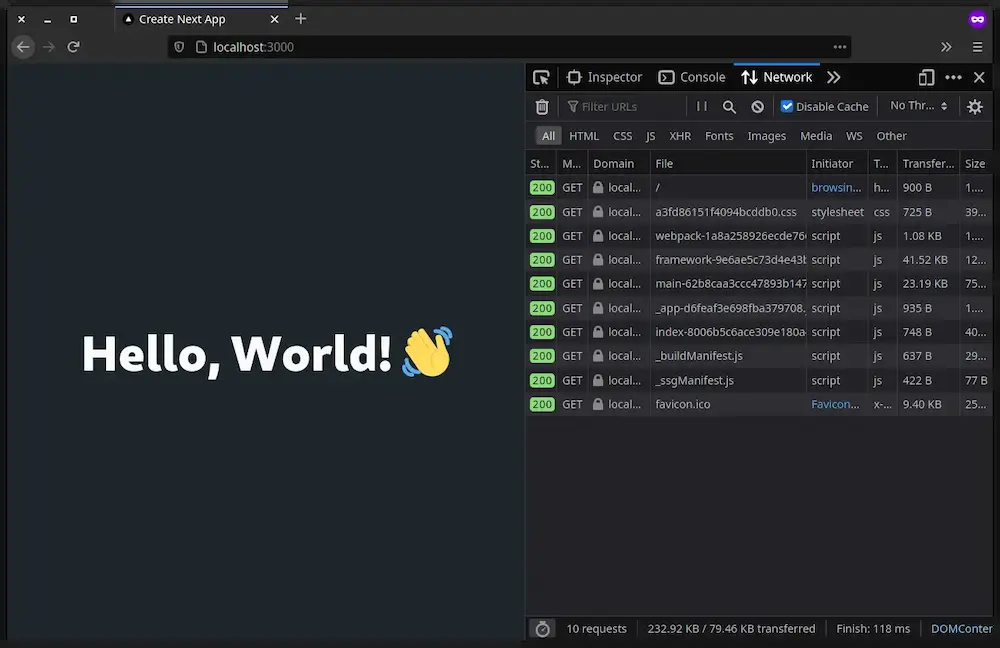 Create Next App
localhost:3000
Inspector Console Network
Filter URLs Disable Cache No Thr...
All HTML CSS JS XHR Fonts Images Media WS Other
St... M... Domain File Initiator T... Transfer... Size
200 GET local... / browsin... h... 900 B 1....
200 GET local... a3fd86151f4094bcddb0.css stylesheet css 725 B 39...
200 GET local... webpack-1a8a258926ecde76 script js 1.08 KB 1....
200 GET local... framework-9e6ae5c73d4e43b script js 41.52 KB 12...
200 GET local... main-62b8caa3ccc47893b147 script js 23.19 KB 75...
200 GET local... _app-d6feaf3e698fba379708. script js 935 B 1....
200 GET local... index-8006b5c6ace309e180a script js 748 B 40...
Hello, World! 👋
200 GET local... _buildManifest.js script js 637 B 29...
200 GET local... _ssgManifest.js script js 422 B 77 B
200 GET local... favicon.ico Favicon... x-... 9.40 KB 25...
10 requests 232.92 KB / 79.46 KB transferred Finish: 118 ms DOMConter